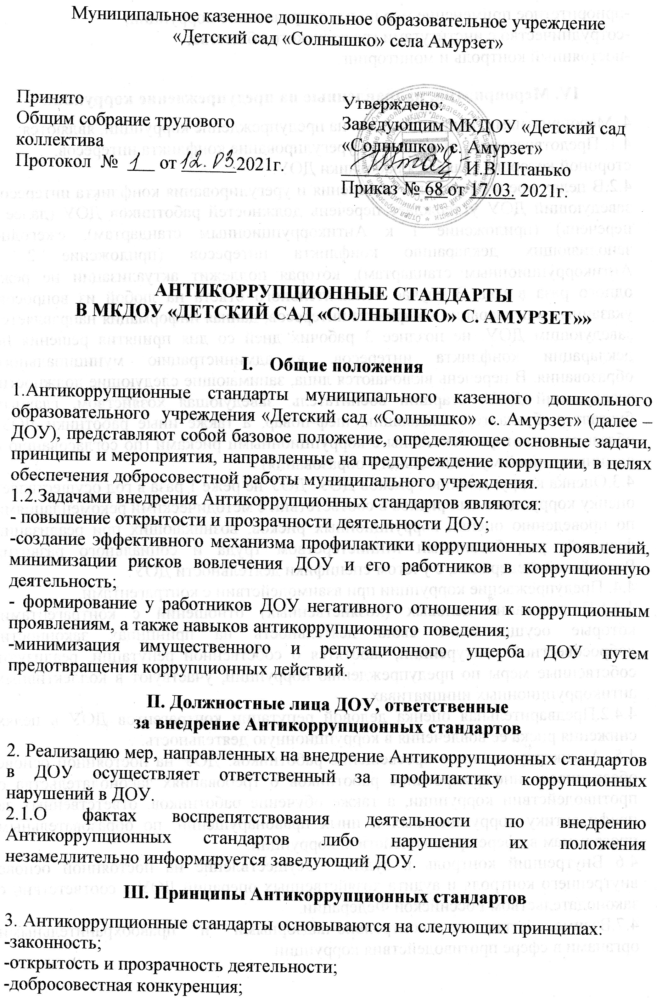 Муниципальное казенное дошкольное образовательное учреждение
«Детский сад «Солнышко» села Амурзет»
Принято
Общим собрание трудового
коллектива
Протокол № 1 от 12.03.2021г.
Утверждено:
Заведующим МКДОУ «Детский сад
«Солнышко» с. Амурзет»
И.В.Штанько
Приказ № 68 от 17.03. 2021г.
АНТИКОРРУПЦИОННЫЕ СТАНДАРТЫ
В МКДОУ «ДЕТСКИЙ САД «СОЛНЫШКО» С. АМУРЗЕТ»»
I. Общие положения
1.Антикоррупционные стандарты муниципального казенного дошкольного
образовательного учреждения «Детский сад «Солнышко» с. Амурзет» (далее –
ДОУ), представляют собой базовое положение, определяющее основные задачи,
принципы и мероприятия, направленные на предупреждение коррупции, в целях
обеспечения добросовестной работы муниципального учреждения.
1.2.Задачами внедрения Антикоррупционных стандартов являются:
- повышение открытости и прозрачности деятельности ДОУ;
-создание эффективного механизма профилактики коррупционных проявлений,
минимизации рисков вовлечения ДОУ и его работников в коррупционную
деятельность;
- формирование у работников ДОУ негативного отношения к коррупционным
проявлениям, а также навыков антикоррупционного поведения;
-минимизация имущественного и репутационного ущерба ДОУ путем
предотвращения коррупционных действий.
II. Должностные лица ДОУ, ответственные
за внедрение Антикоррупционных стандартов
2. Реализацию мер, направленных на внедрение Антикоррупционных стандартов
в ДОУ осуществляет ответственный за профилактику коррупционных
нарушений в ДОУ.
2.1.О фактах воспрепятствования деятельности по внедрению
Антикоррупционных стандартов либо нарушения их положения
незамедлительно информируется заведующий ДОУ.
III. Принципы Антикоррупционных стандартов
3. Антикоррупционные стандарты основываются на следующих принципах:
-законность;
-открытость и прозрачность деятельности;
-добросовестная конкуренция;